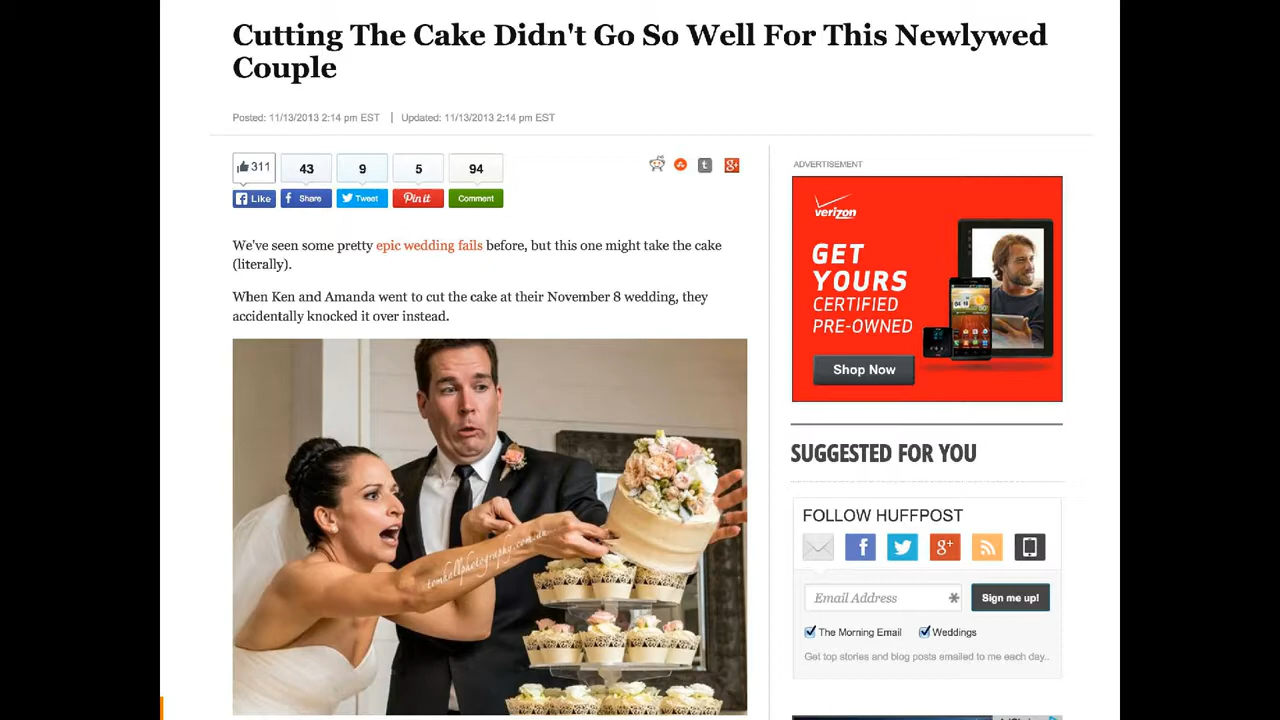 Cutting The Cake Didn't Go So Well For This Newlywed
Couple
Posted: 11/13/2013 2:14 pm EST | Updated: 11/13/2013 2:14 pm EST
311
43
9
5
94
Like
Share
Tweet
Pin it
Comment
We've seen some pretty epic wedding fails before, but this one might take the cake
(literally).
When Ken and Amanda went to cut the cake at their November 8 wedding, they
accidentally knocked it over instead.
tomhallphotography.com.au
ADVERTISEMENT
verizon
GET
YOURS
CERTIFIED
PRE-OWNED
Shop Now
SUGGESTED FOR YOU
FOLLOW HUFFPOST
Email Address
Sign me up!
The Morning Email
Weddings
Get top stories and blog posts emailed to me each day..